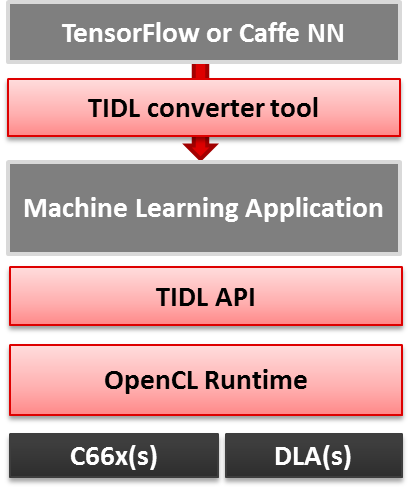 TensorFlow or Caffe NN
TIDL converter tool
Machine Learning Application
TIDL API
OpenCL Runtime
C66x(s) DLA(s)